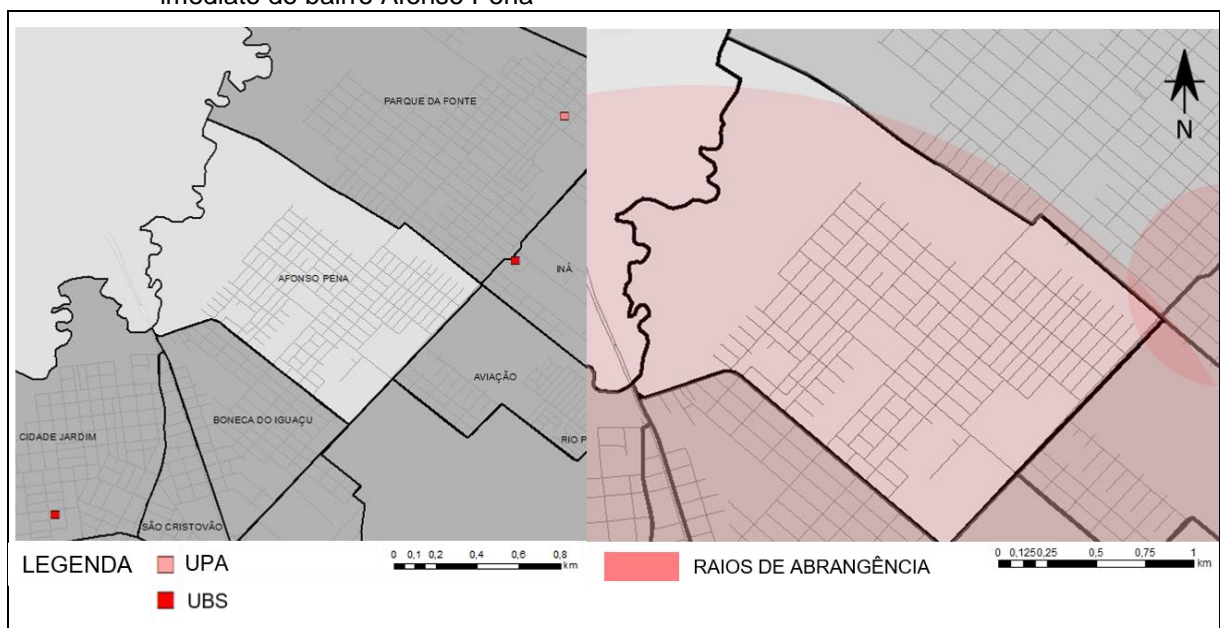 imediato do bairro Afonso Pena
PARQUE DA FONTE
N
AFONSO PENA
INÁ
AVIAÇÃO
BONECA DO IGUAÇU
CIDADE JARDIM
RIO P
SÃO CRISTOVÃO
LEGENDA
UPA
UBS
0 0,1 0,2 0,4 0,6 0,8
km
RAIOS DE ABRANGÊNCIA
0 0,125 0,25 0,5 0,75 1
km